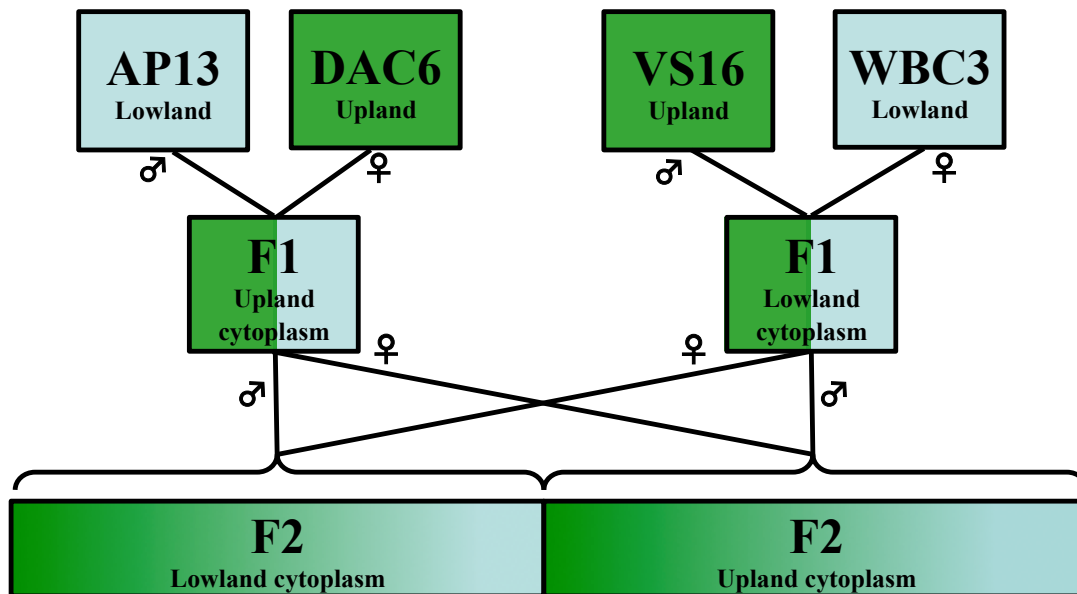 AP13
Lowland
DAC6
Upland
VS16
Upland
WBC3
Lowland
♂
♀
♂
♀
F1
Upland
cytoplasm
F1
Lowland
cytoplasm
♀
♀
♂
♂
F2
Lowland cytoplasm
F2
Upland cytoplasm